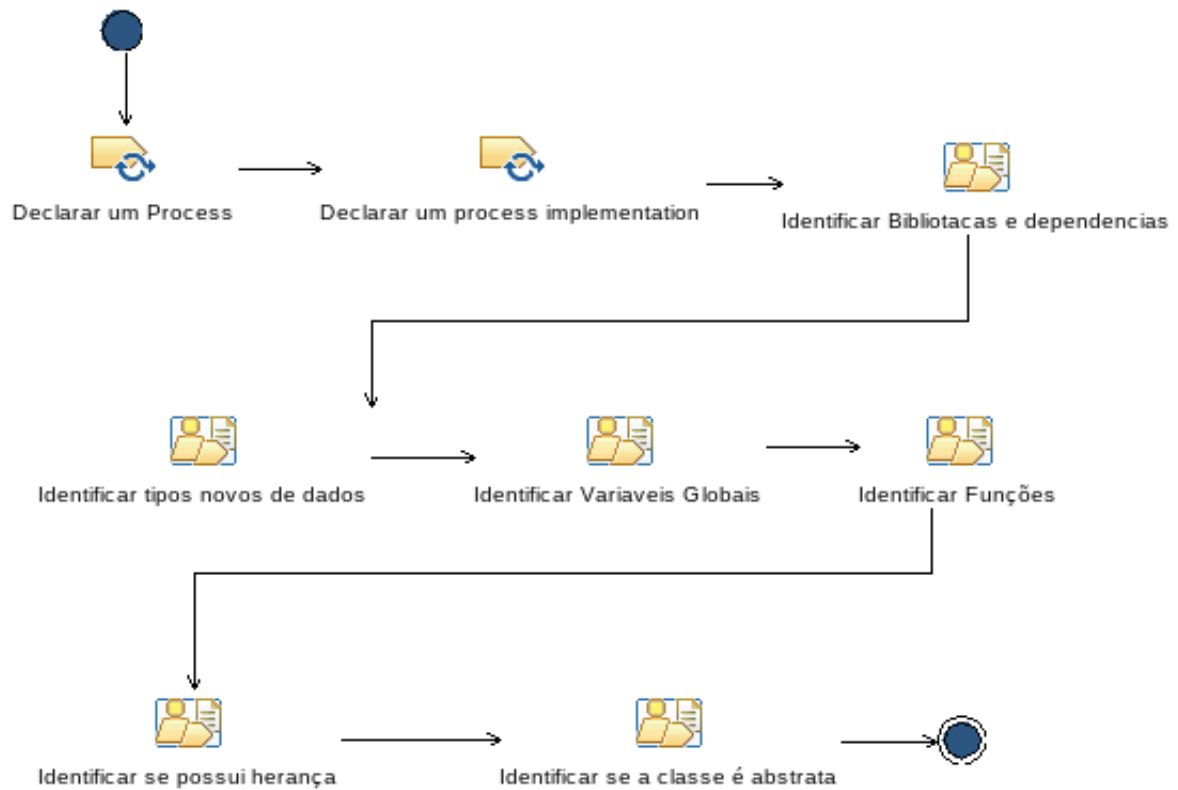 Declarar um Process
Declarar um process implementation
Identificar Bibliotacas e dependencias
Identificar tipos novos de dados
Identificar Variaveis Globais
Identificar Funções
Identificar se possui herança
Identificar se a classe é abstrata